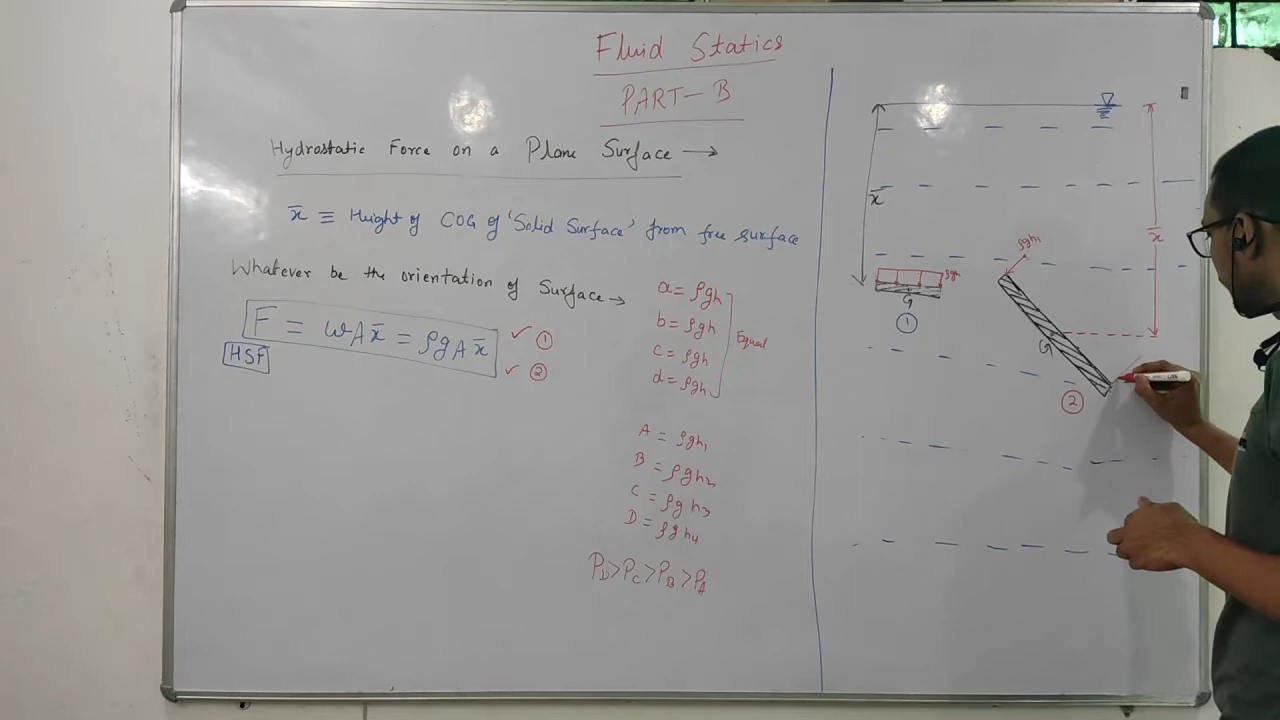 Fluid Statics
PART-B
Hydrostatic Force on a Plane Surface →
x̄ ≡ Height of COG of 'Solid Surface' from free surface
Whatever be the orientation of Surface →
F = wAx̄ = ρgAx̄
HSF
✓ ①
✓ ②
a = ρgh
b = ρgh
c = ρgh
d = ρgh
Equal
A = ρgh₁
B = ρgh₂
C = ρgh₃
D = ρgh₄
P_D > P_C > P_B > P_A
x̄
G
①
x̄
ρgh₁
G
②